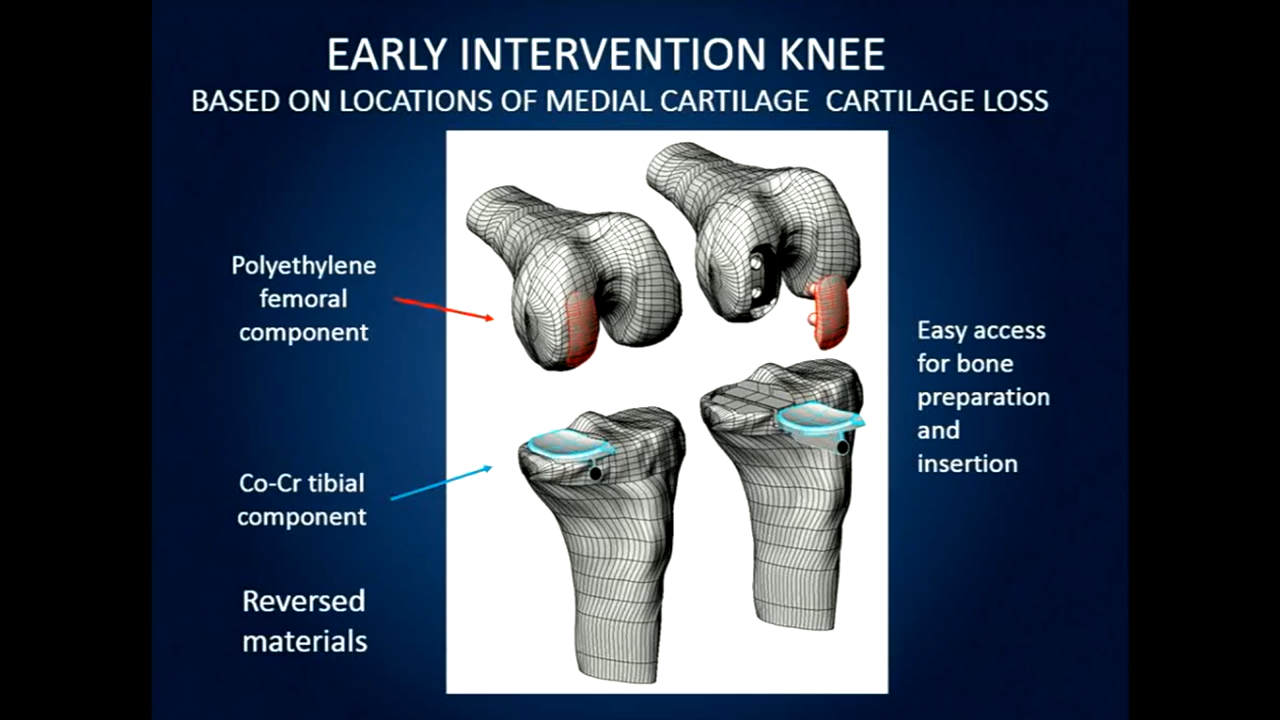 EARLY INTERVENTION KNEE
BASED ON LOCATIONS OF MEDIAL CARTILAGE CARTILAGE LOSS
Polyethylene
femoral
component
Co-Cr tibial
component
Reversed
materials
Easy access
for bone
preparation
and
insertion